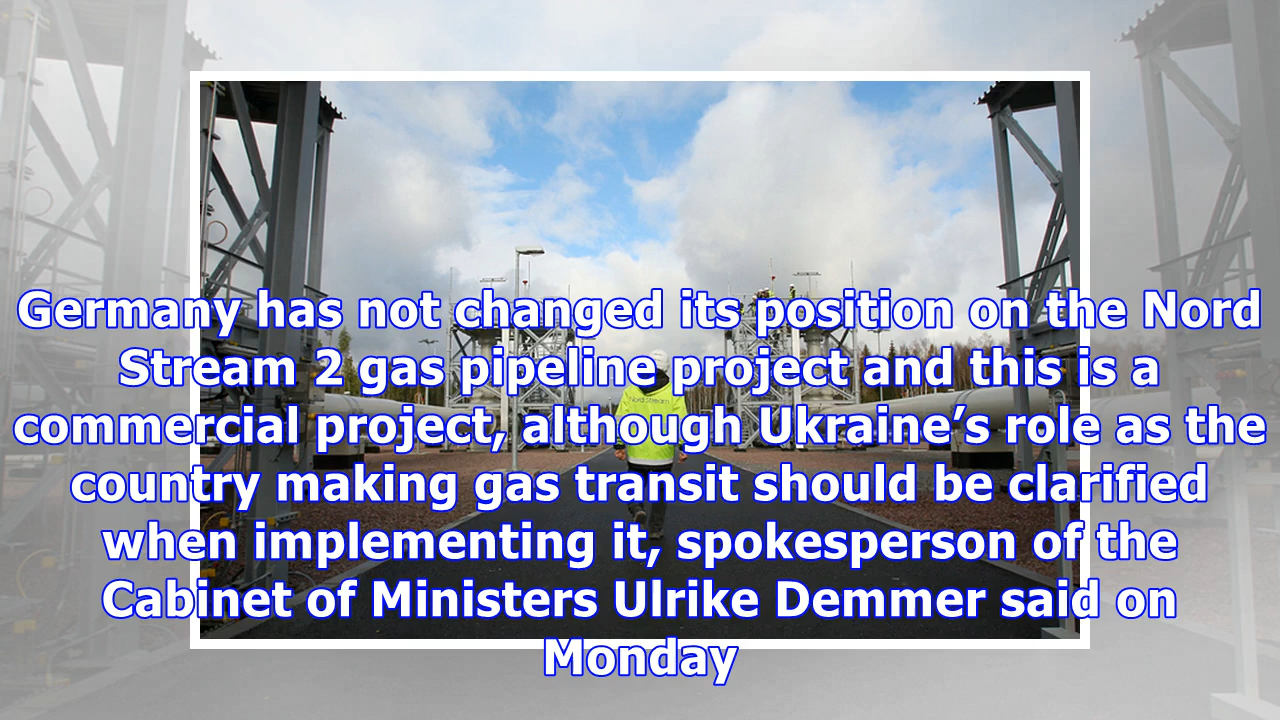 Germany has not changed its position on the Nord
Stream 2 gas pipeline project and this is a
commercial project, although Ukraine’s role as the
country making gas transit should be clarified
when implementing it, spokesperson of the
Cabinet of Ministers Ulrike Demmer said on
Monday
Nord stream